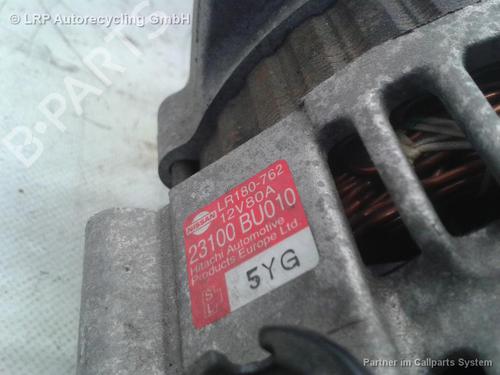 © LRP Autorecycling GmbH
B-PARTS
NISSAN
LR180-762
12V80A
23100 BU010
Hitachi Automotive
Products Europe Ltd.
S
L
5YG
Partner im Callparts System